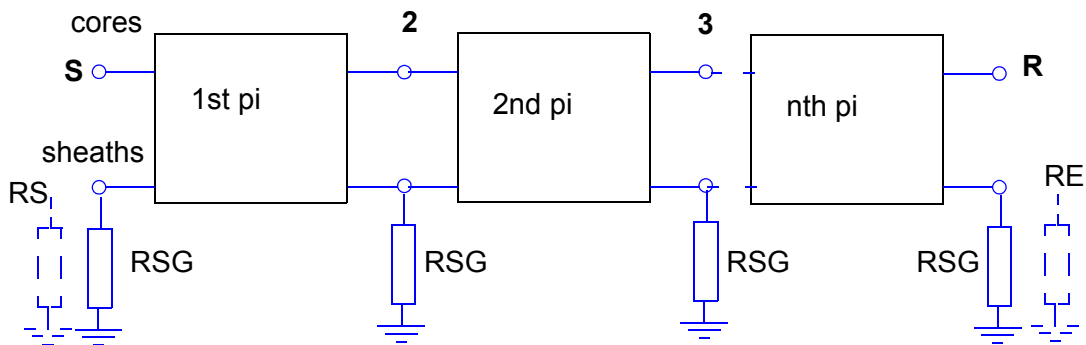 cores
2
3
S
R
1st pi
2nd pi
nth pi
sheaths
RS
RE
RSG
RSG
RSG
RSG